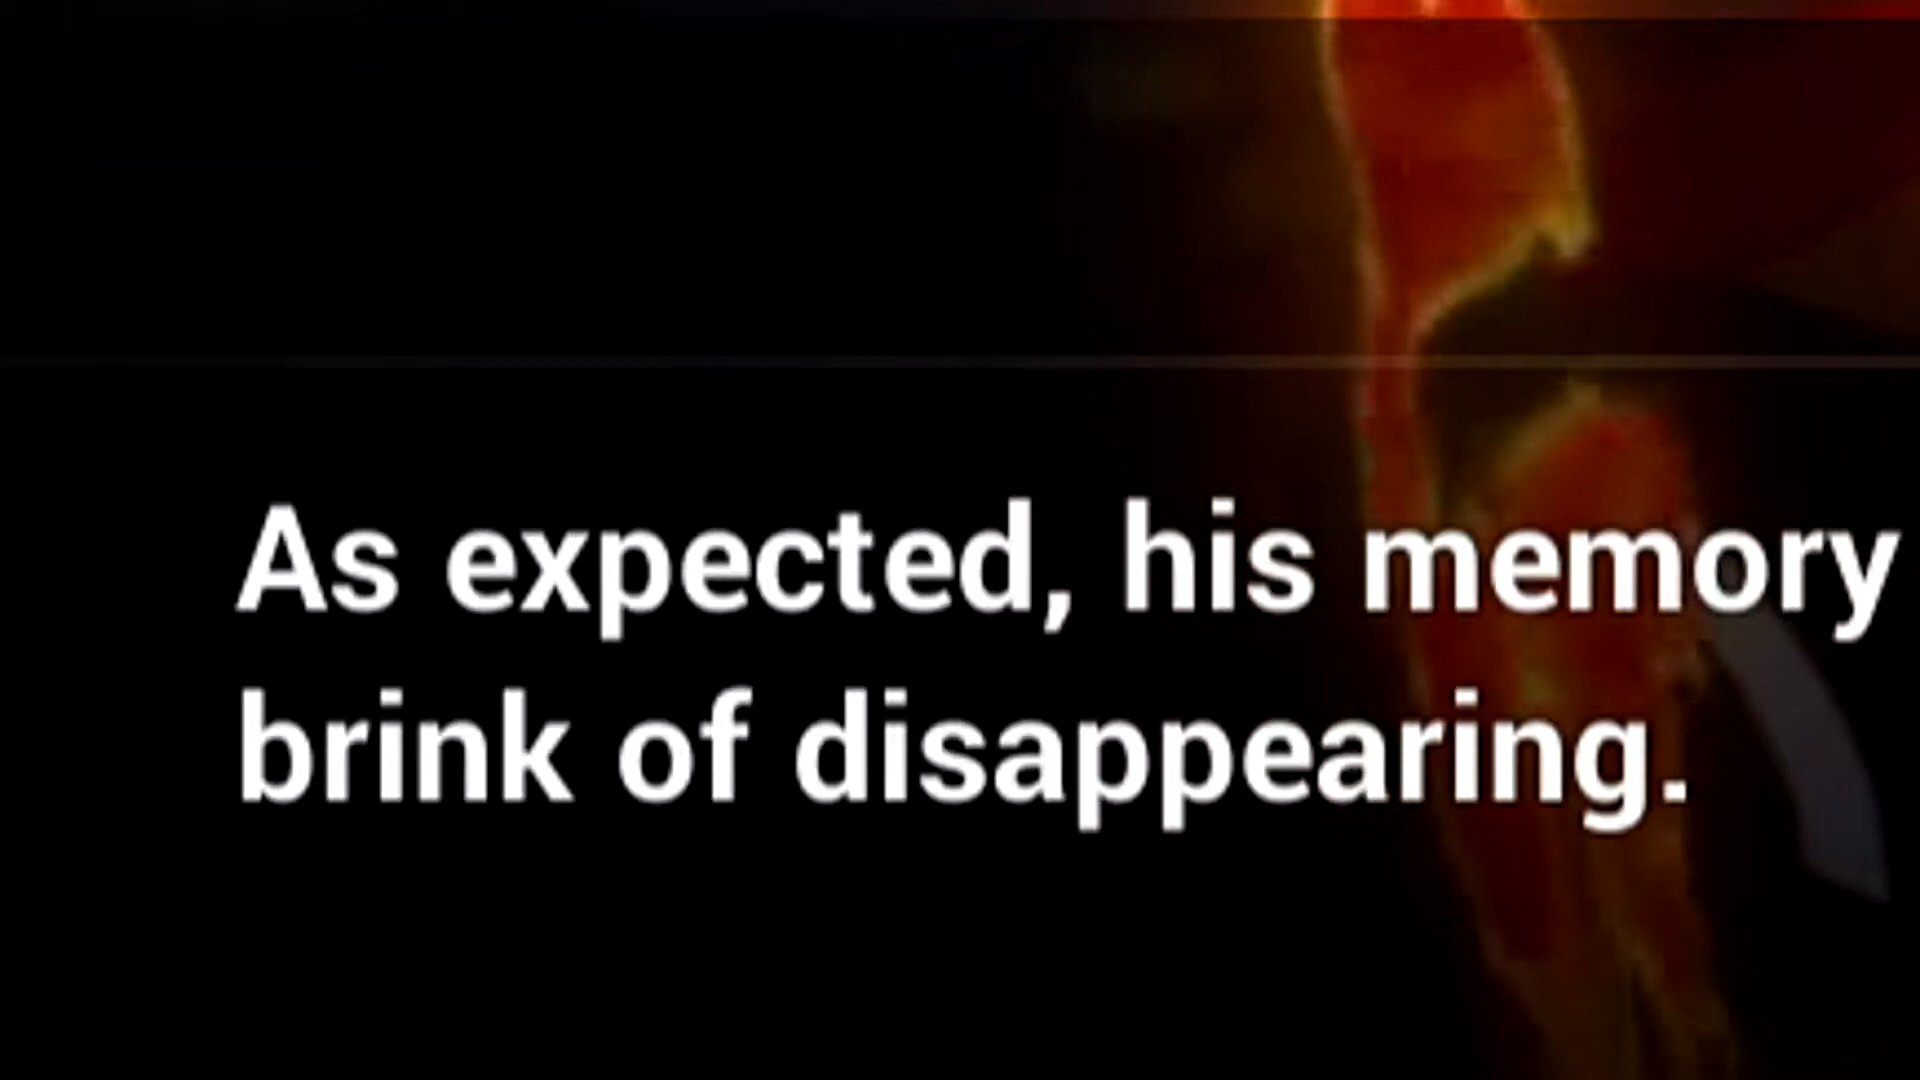 As expected, his memory
brink of disappearing.